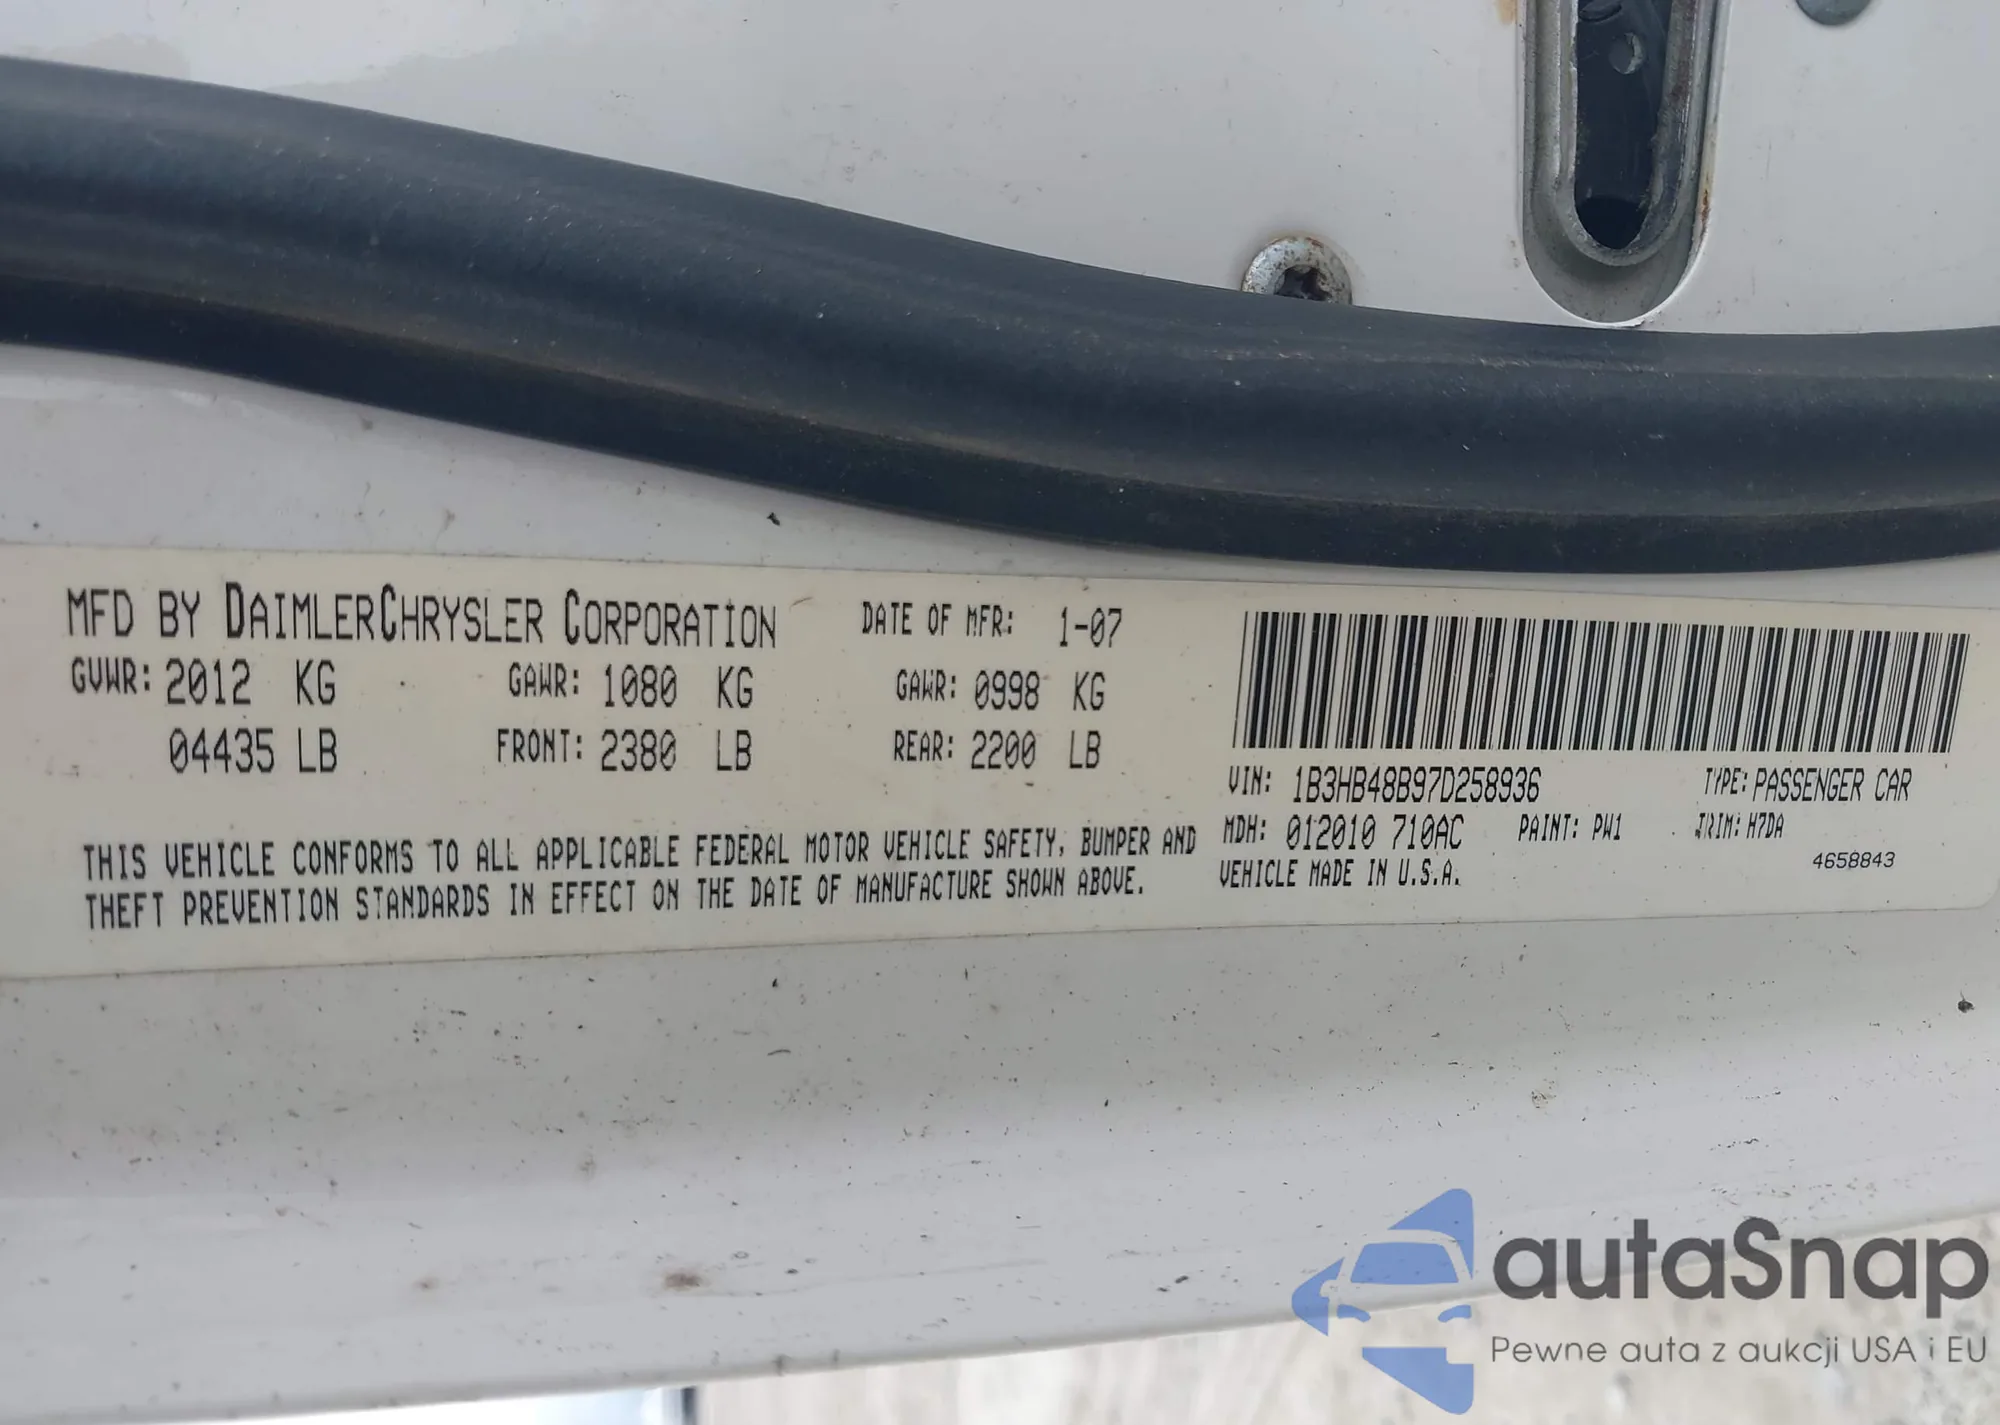 MFD BY DAIMLERCHRYSLER CORPORATION DATE OF MFR: 1-07
GVWR: 2012 KG GAWR: 1080 KG GAWR: 0998 KG
04435 LB FRONT: 2380 LB REAR: 2200 LB
THIS VEHICLE CONFORMS TO ALL APPLICABLE FEDERAL MOTOR VEHICLE SAFETY, BUMPER AND
THEFT PREVENTION STANDARDS IN EFFECT ON THE DATE OF MANUFACTURE SHOWN ABOVE.
VIN: 1B3HB48B97D258936 TYPE: PASSENGER CAR
MDH: 012010 710AC PAINT: PW1 TRIM: H7DA
VEHICLE MADE IN U.S.A. 4658843
autaSnap
Pewne auta z aukcji USA i EU